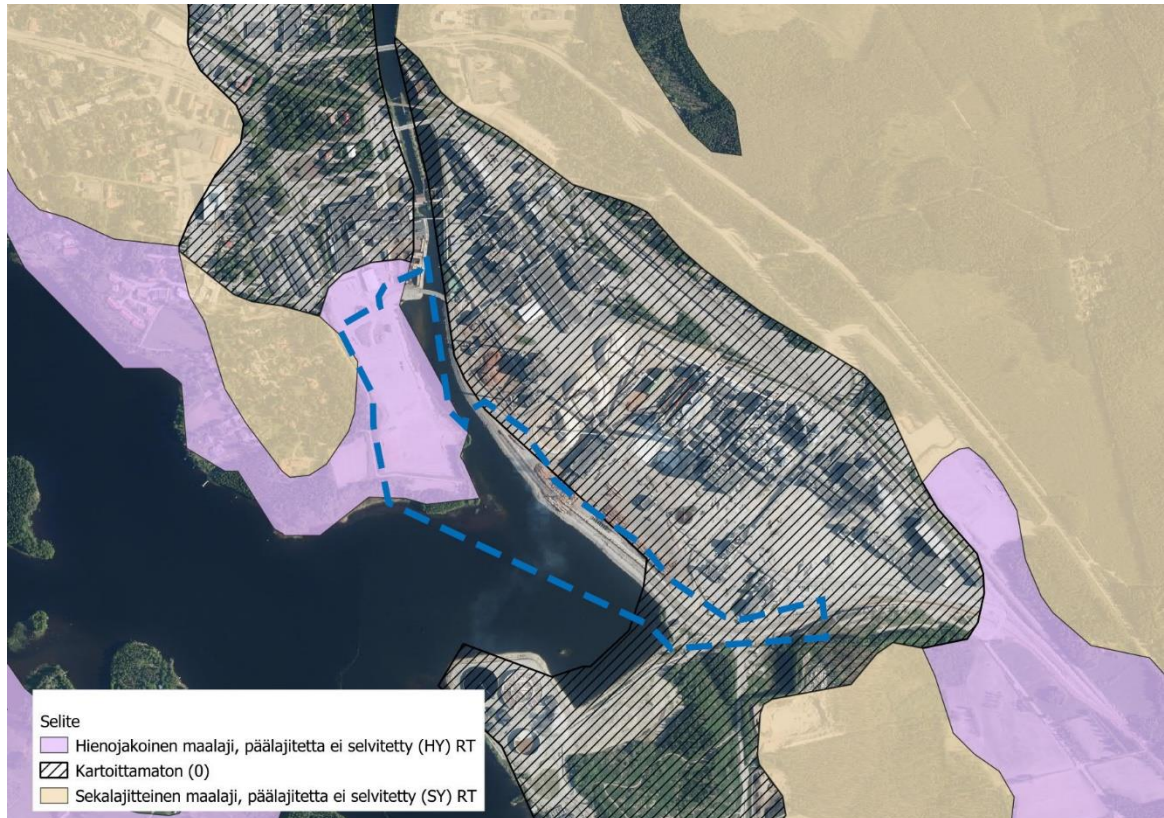 Selite
Hienojakoinen maalaji, päälajitetta ei selvitetty (HY) RT
Kartoittamaton (0)
Sekalajitteinen maalaji, päälajitetta ei selvitetty (SY) RT